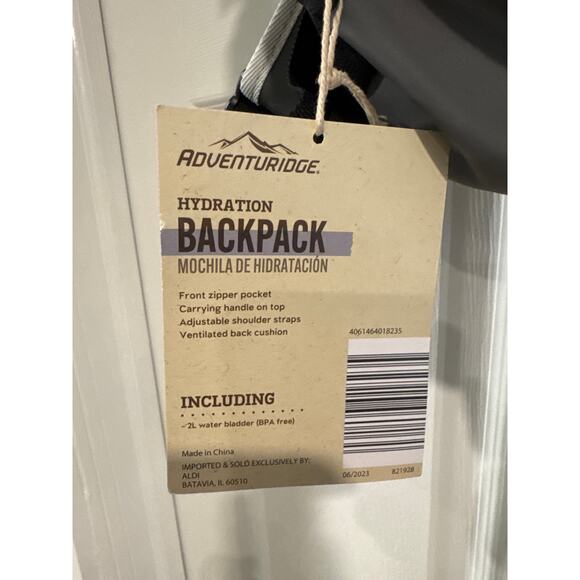 ADVENTURIDGE®
HYDRATION
BACKPACK
MOCHILA DE HIDRATACIÓN
Front zipper pocket
Carrying handle on top
Adjustable shoulder straps
Ventilated back cushion
4061464018235
INCLUDING
-2L water bladder (BPA free)
Made in China
IMPORTED & SOLD EXCLUSIVELY BY:
ALDI
BATAVIA, IL 60510
06/2023 821928